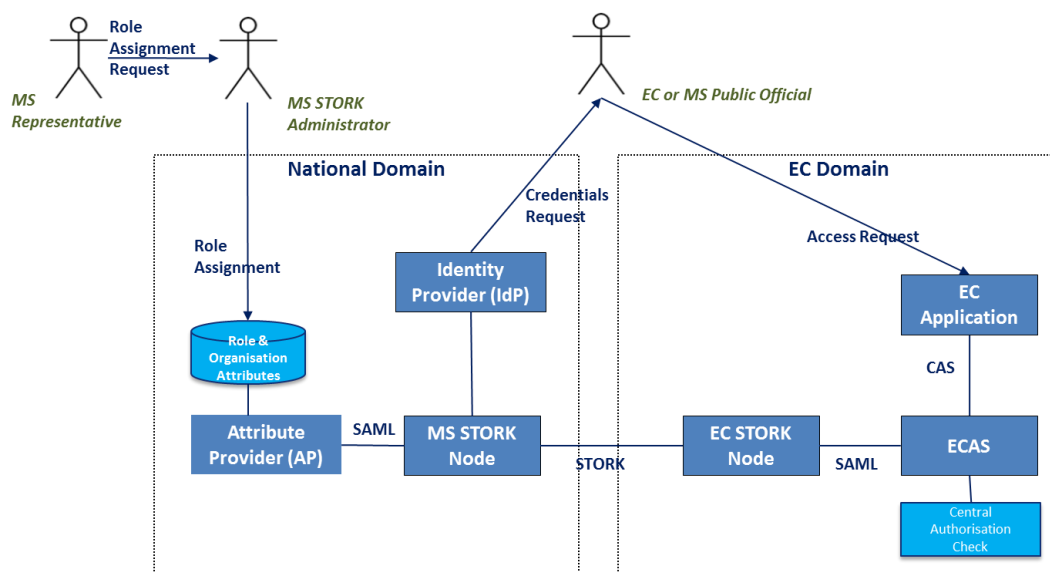 Role
Assignment
Request
MS
Representative
MS STORK
Administrator
EC or MS Public Official
National Domain
EC Domain
Credentials
Request
Access Request
Role
Assignment
Identity
Provider (IdP)
EC
Application
Role &
Organisation
Attributes
CAS
Attribute
Provider (AP)
SAML
MS STORK
Node
STORK
EC STORK
Node
SAML
ECAS
Central
Authorisation
Check